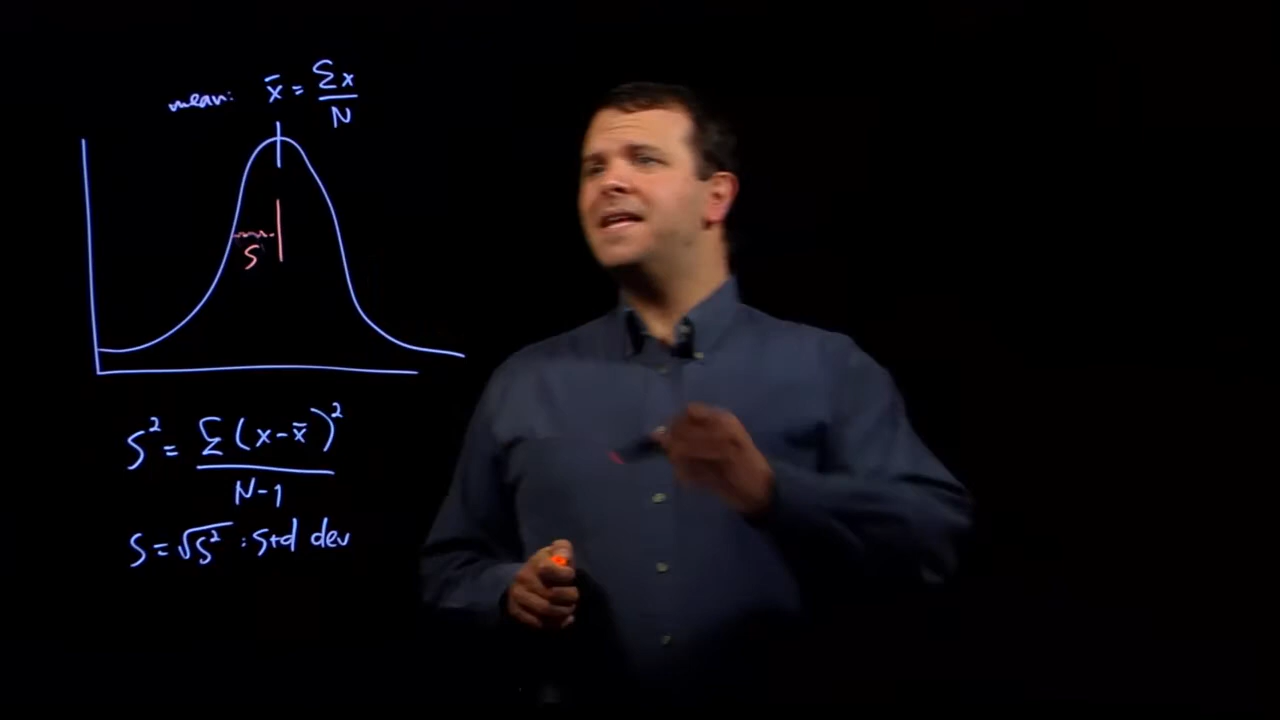 mean: x̄ = Σx / N
S
S² = Σ(x-x̄)² / N-1
S = √S² : std dev